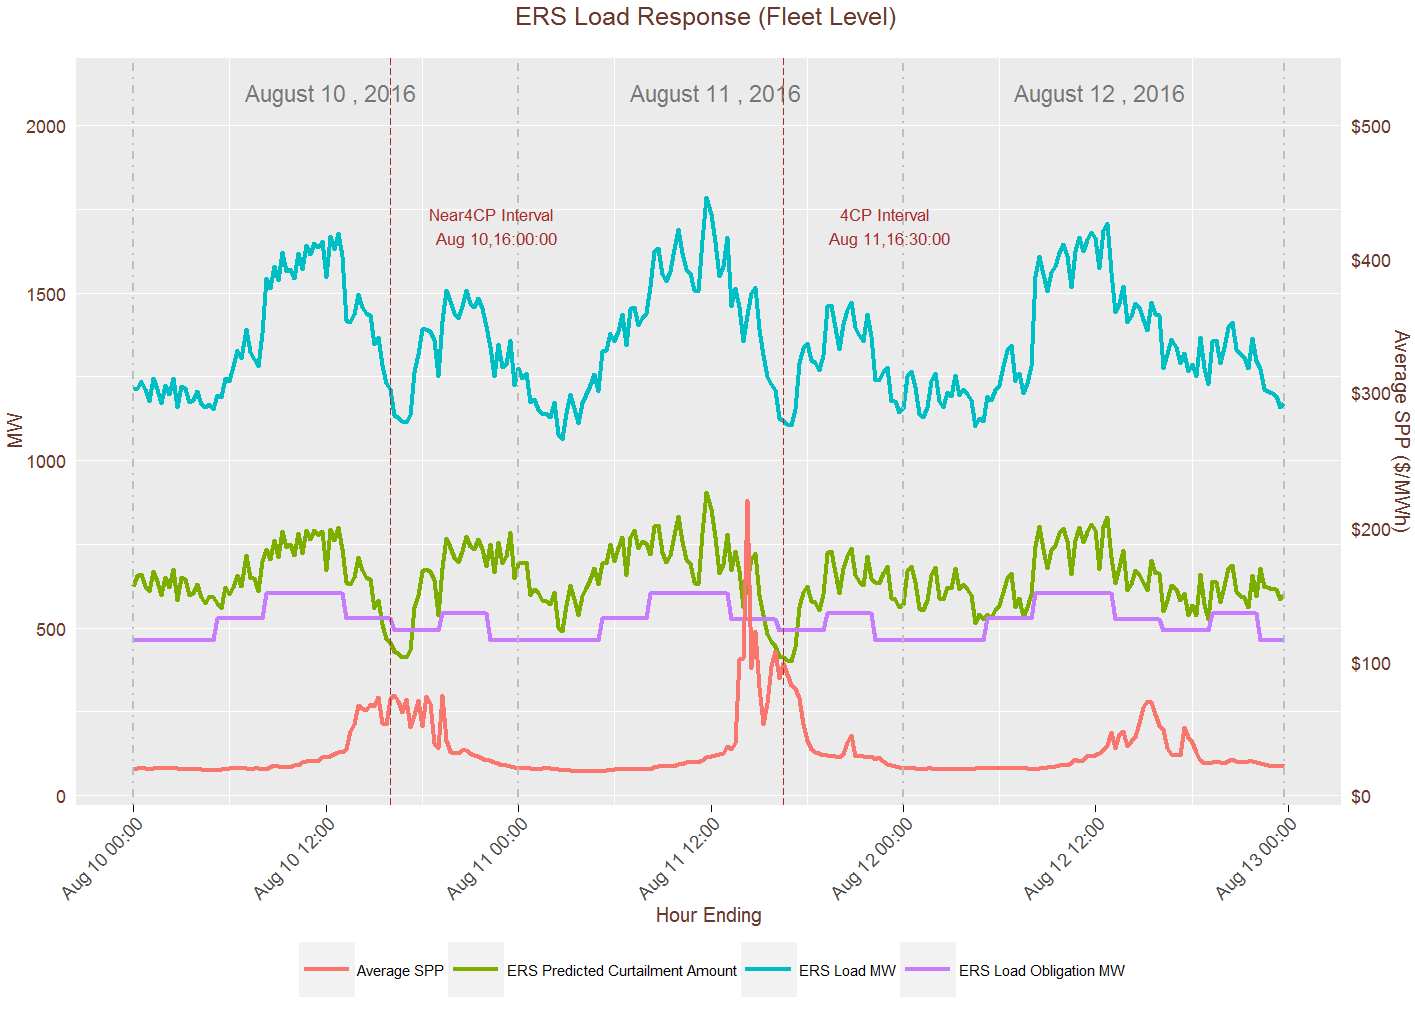 ERS Load Response (Fleet Level)
August 10 , 2016
August 11 , 2016
August 12 , 2016
2000
1500
1000
500
0
MW
Near4CP Interval
Aug 10,16:00:00
4CP Interval
Aug 11,16:30:00
$500
$400
$300
$200
$100
$0
Average SPP ($/MWh)
Aug 10 00:00
Aug 10 12:00
Aug 11 00:00
Aug 11 12:00
Aug 12 00:00
Aug 12 12:00
Aug 13 00:00
Hour Ending
Average SPP
ERS Predicted Curtailment Amount
ERS Load MW
ERS Load Obligation MW